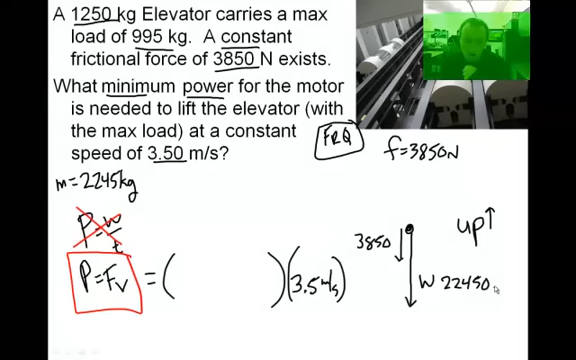 A 1250 kg Elevator carries a max
load of 995 kg. A constant
frictional force of 3850 N exists.
What minimum power for the motor
is needed to lift the elevator (with
the max load) at a constant
speed of 3.50 m/s?
FRQ
f=3850N
m=2245kg
P=w/t
P=Fv = ( )(3.5m/s)
3850
up↑
W 22450